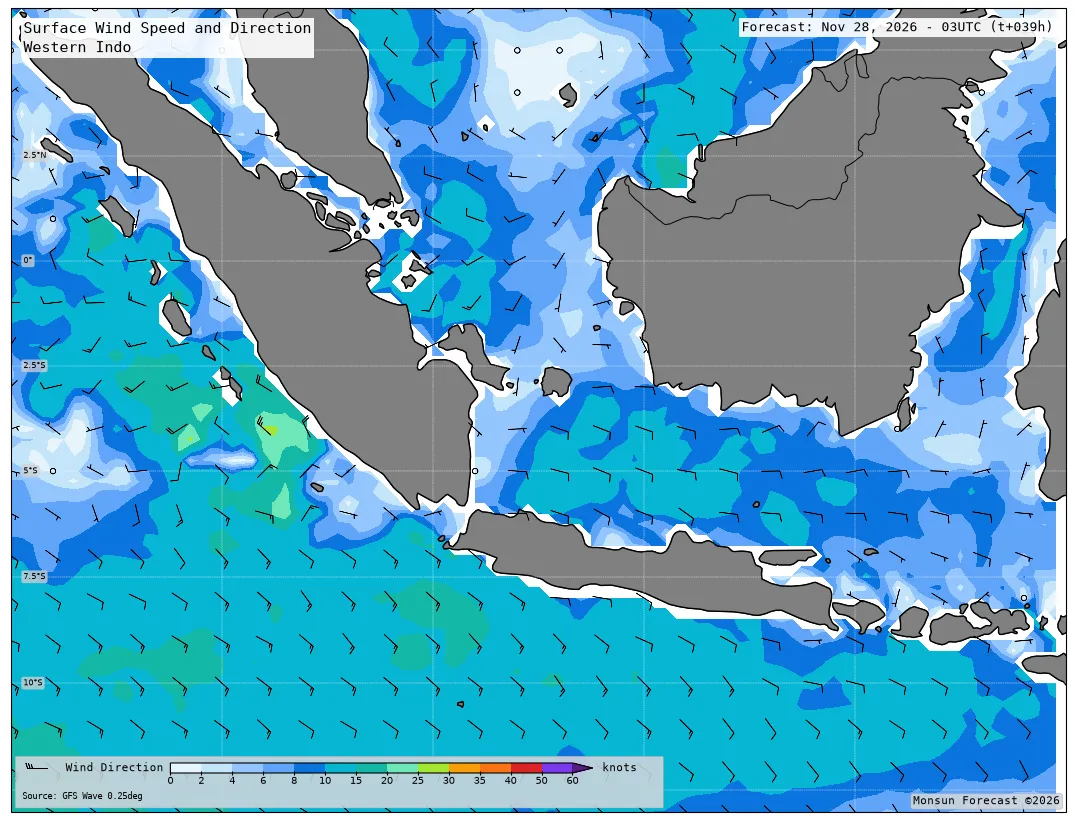 Surface Wind Speed and Direction
Western Indo
Forecast: Nov 28, 2026 - 03UTC (t+039h)
2.5°N
0°
2.5°S
5°S
7.5°S
10°S
Wind Direction
0 2 4 6 8 10 15 20 25 30 35 40 50 60
knots
Source: GFS Wave 0.25deg
Monsun Forecast ©2026